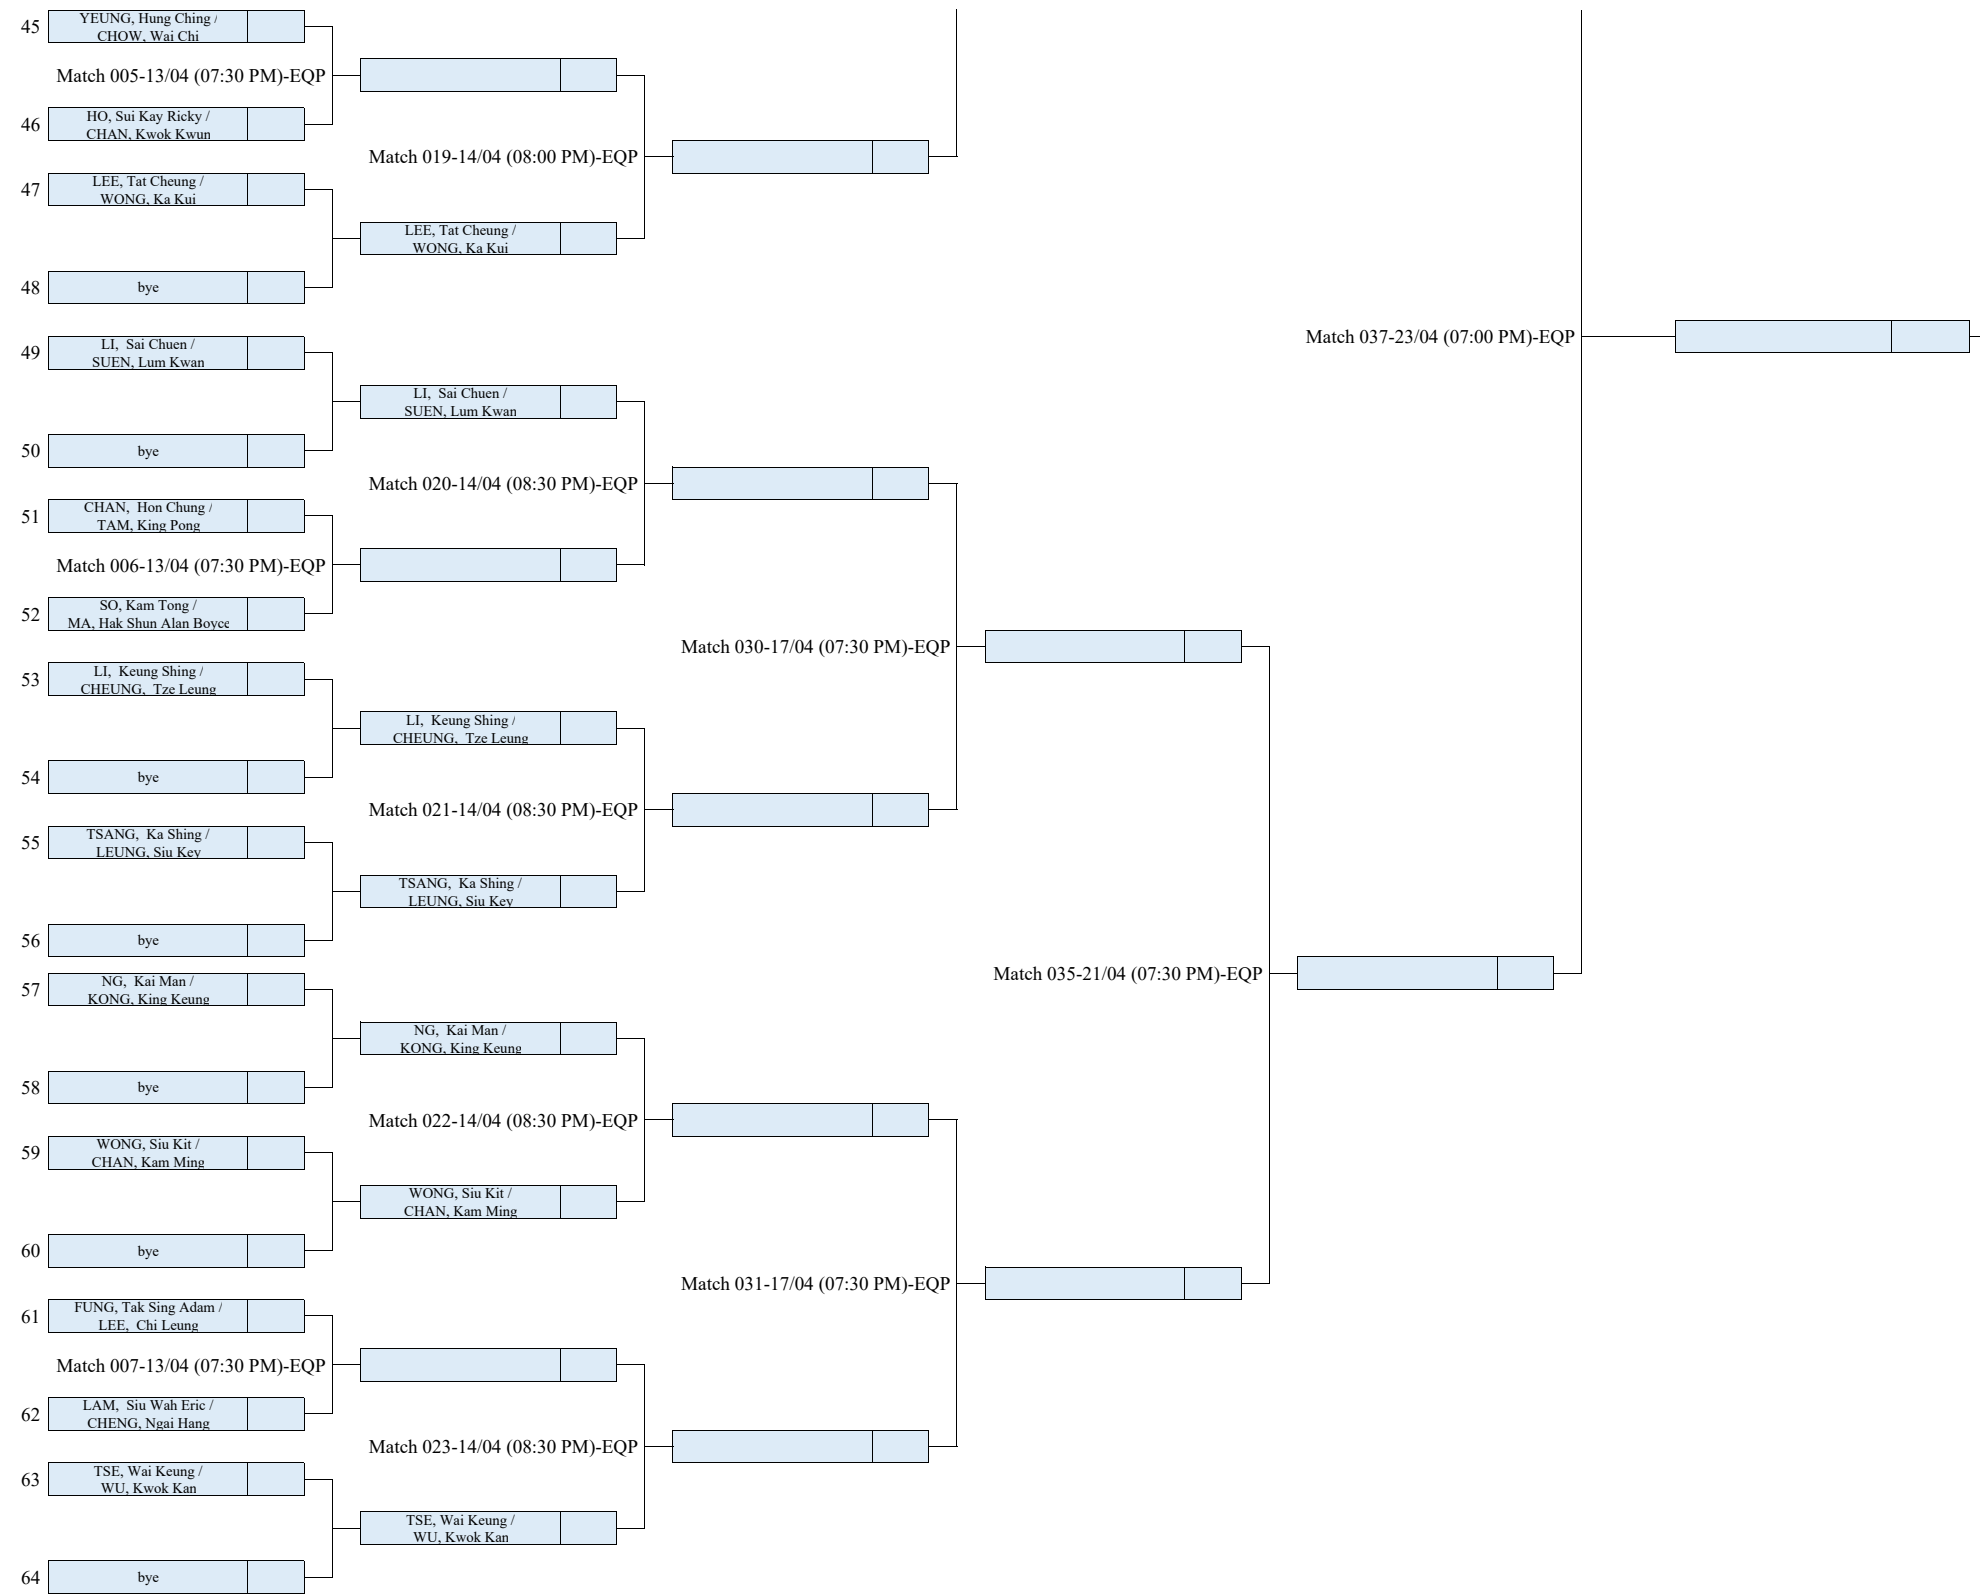 45
YEUNG, Hung Ching /
CHOW, Wai Chi
Match 005-13/04 (07:30 PM)-EQP
46
HO, Sui Kay Ricky /
CHAN, Kwok Kwun
Match 019-14/04 (08:00 PM)-EQP
47
LEE, Tat Cheung /
WONG, Ka Kui
LEE, Tat Cheung /
WONG, Ka Kui
48
bye
Match 037-23/04 (07:00 PM)-EQP
49
LI, Sai Chuen /
SUEN, Lum Kwan
LI, Sai Chuen /
SUEN, Lum Kwan
50
bye
Match 020-14/04 (08:30 PM)-EQP
51
CHAN, Hon Chung /
TAM, King Pong
Match 006-13/04 (07:30 PM)-EQP
52
SO, Kam Tong /
MA, Hak Shun Alan Boyce
Match 030-17/04 (07:30 PM)-EQP
53
LI, Keung Shing /
CHEUNG, Tze Leung
LI, Keung Shing /
CHEUNG, Tze Leung
54
bye
Match 021-14/04 (08:30 PM)-EQP
55
TSANG, Ka Shing /
LEUNG, Siu Key
TSANG, Ka Shing /
LEUNG, Siu Key
56
bye
Match 035-21/04 (07:30 PM)-EQP
57
NG, Kai Man /
KONG, King Keung
NG, Kai Man /
KONG, King Keung
58
bye
Match 022-14/04 (08:30 PM)-EQP
59
WONG, Siu Kit /
CHAN, Kam Ming
WONG, Siu Kit /
CHAN, Kam Ming
60
bye
Match 031-17/04 (07:30 PM)-EQP
61
FUNG, Tak Sing Adam /
LEE, Chi Leung
Match 007-13/04 (07:30 PM)-EQP
62
LAM, Siu Wah Eric /
CHENG, Ngai Hang
Match 023-14/04 (08:30 PM)-EQP
63
TSE, Wai Keung /
WU, Kwok Kan
TSE, Wai Keung /
WU, Kwok Kan
64
bye